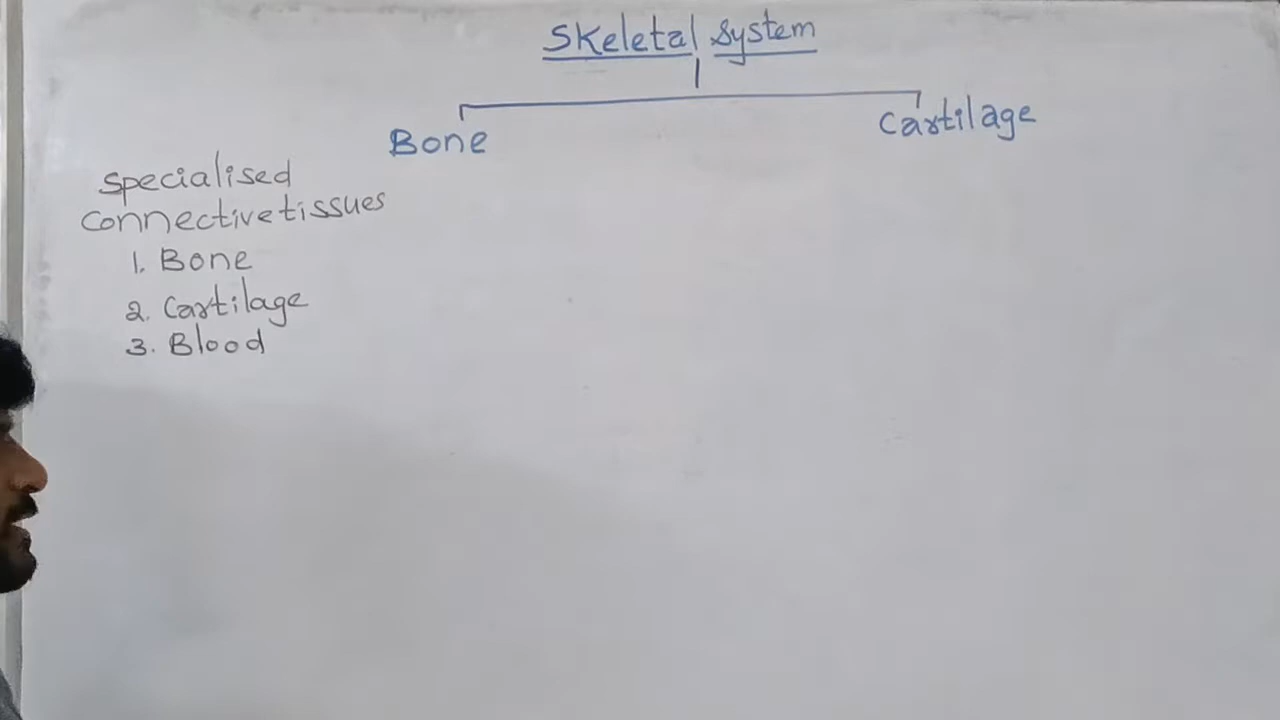 Skeletal System
Bone
Cartilage
Specialised
connective tissues
1. Bone
2. Cartilage
3. Blood